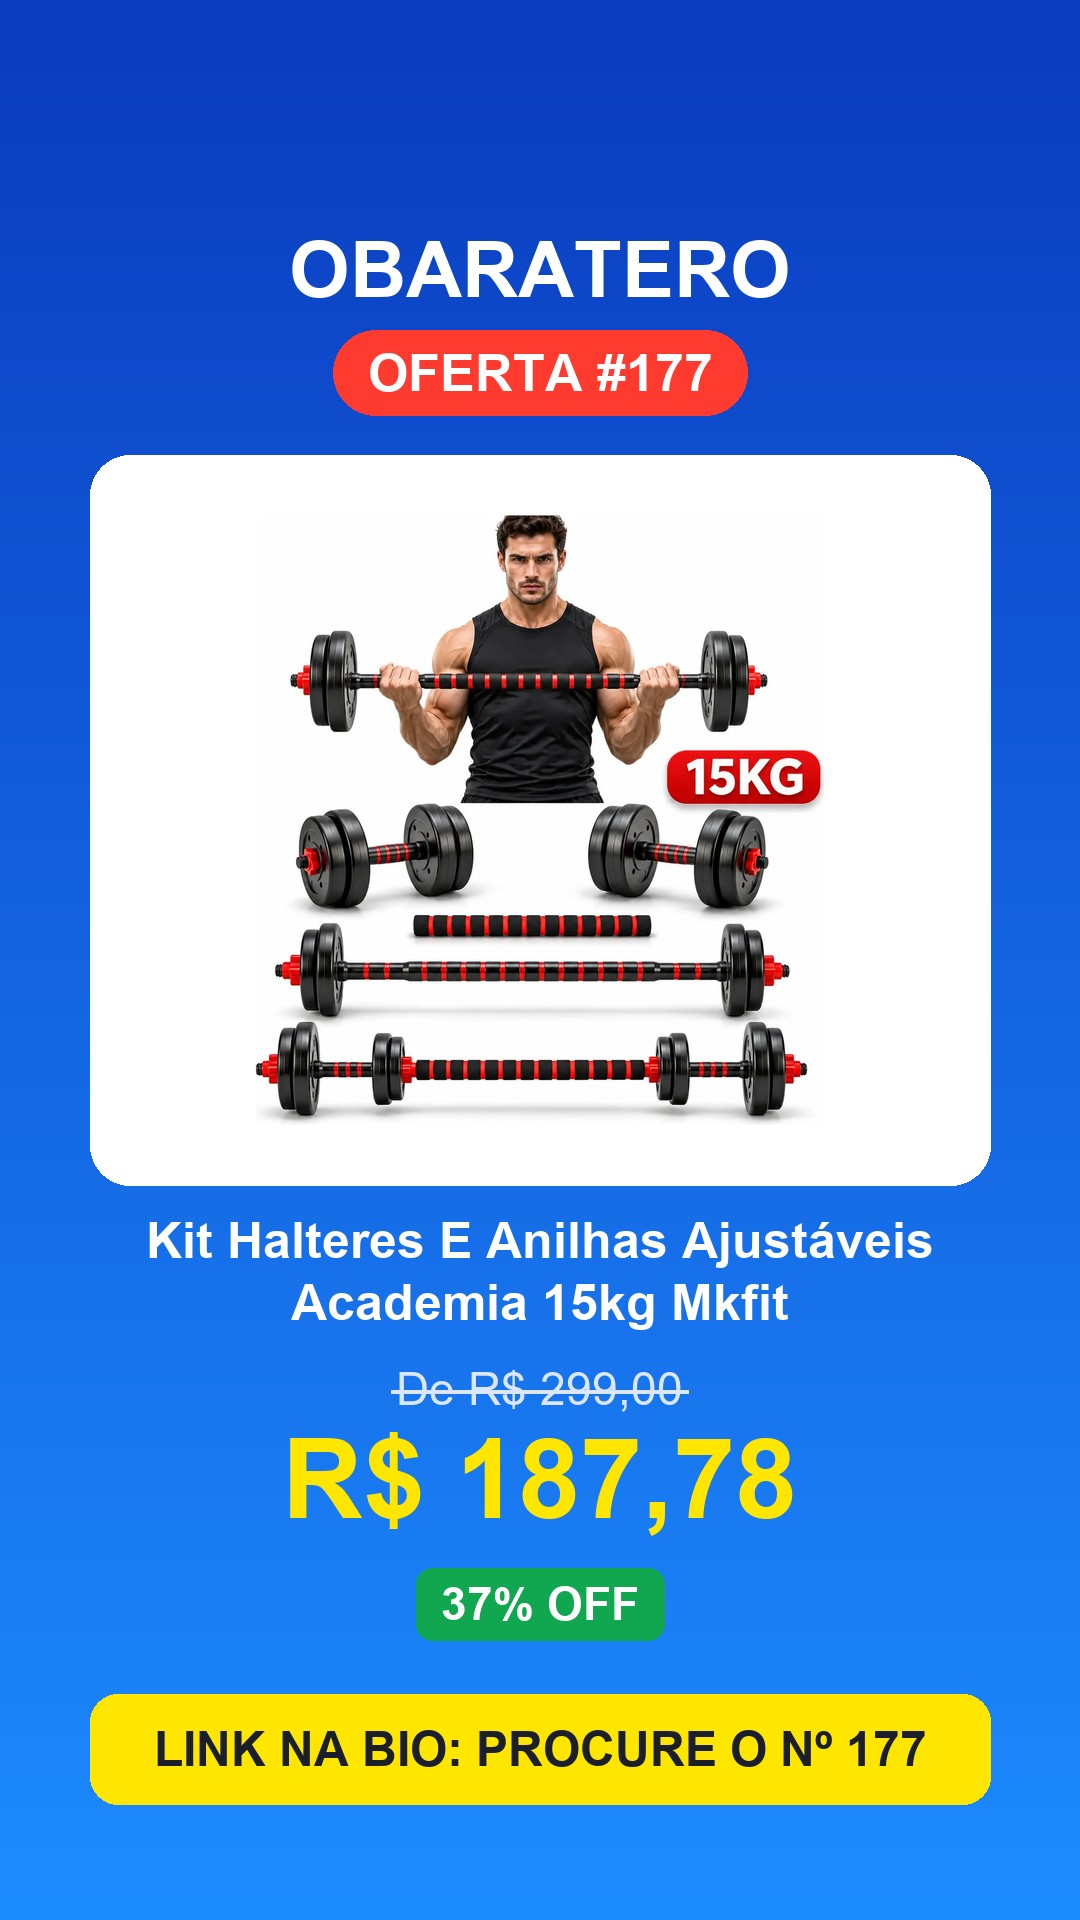 OBARATERO
OFERTA #177
15KG
Kit Halteres E Anilhas Ajustáveis
Academia 15kg Mkfit
De R$ 299,00
R$ 187,78
37% OFF
LINK NA BIO: PROCURE O Nº 177